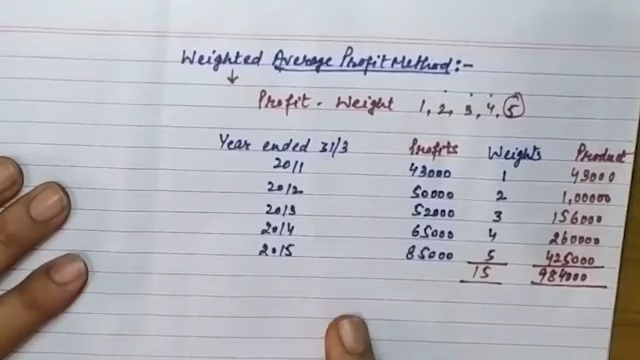 Weighted Average Profit Method:-
↓
Profit - Weight 1, 2, 3, 4, 5
Year ended 31/3 Profits Weights Product
2011 43000 1 43000
2012 50000 2 1,00000
2013 52000 3 156000
2014 65000 4 260000
2015 85000 5 425000
15 984000